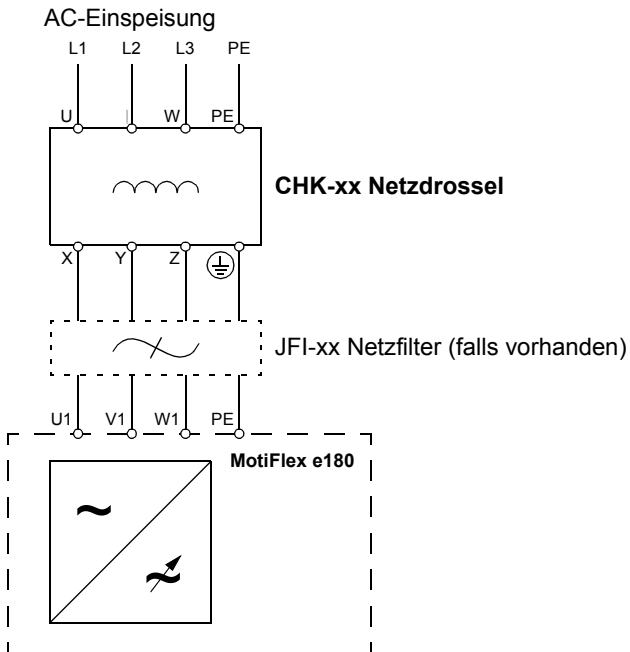 AC-Einspeisung
L1 L2 L3 PE
U W PE
CHK-xx Netzdrossel
X Y Z
JFI-xx Netzfilter (falls vorhanden)
U1 V1 W1 PE
MotiFlex e180